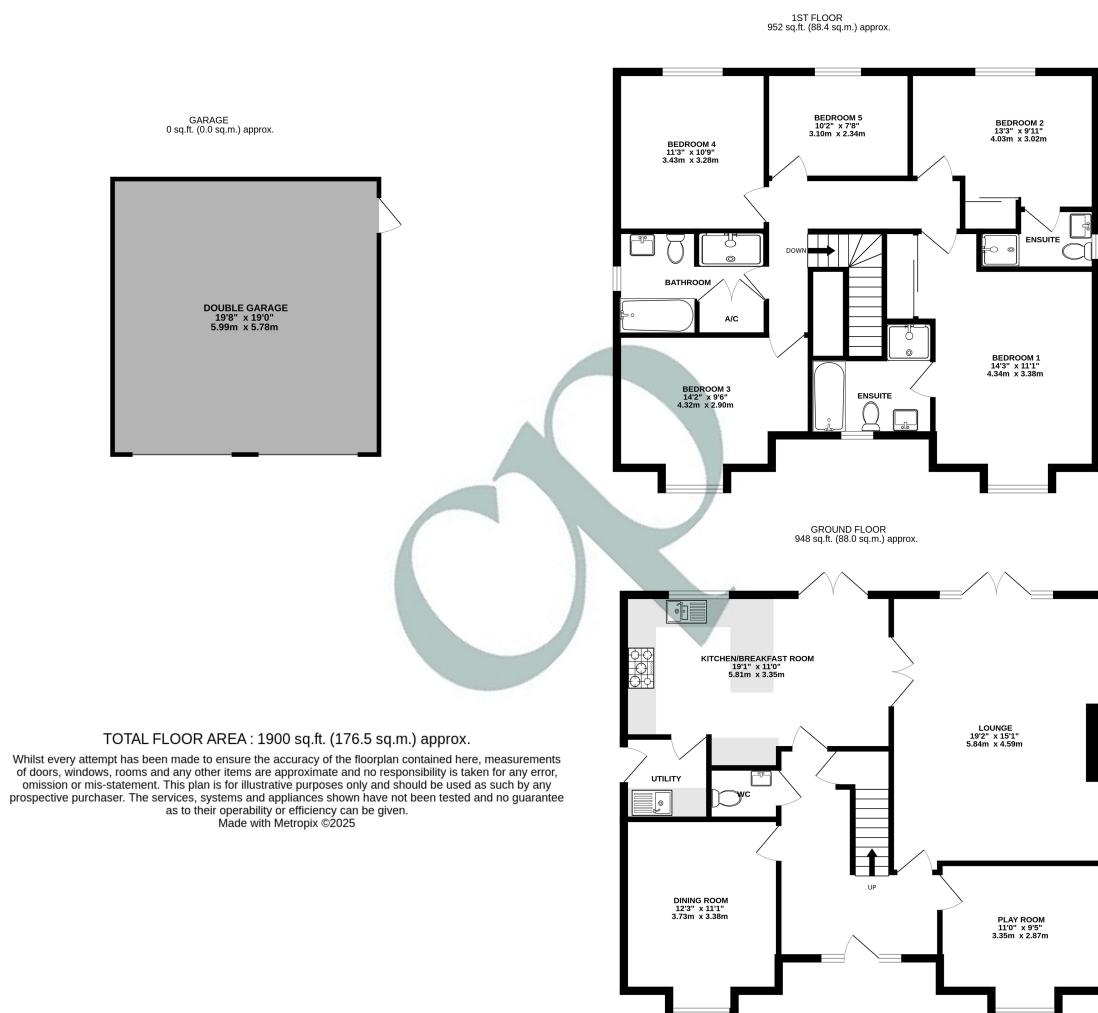 1ST FLOOR
952 sq.ft. (88.4 sq.m.) approx.
GARAGE
0 sq.ft. (0.0 sq.m.) approx.
DOUBLE GARAGE
19'8" x 19'0"
5.99m x 5.78m
BEDROOM 4
11'3" x 10'9"
3.43m x 3.28m
BEDROOM 5
10'2" x 7'8"
3.10m x 2.34m
BEDROOM 2
13'3" x 9'11"
4.03m x 3.02m
ENSUITE
DOWN
BATHROOM
A/C
BEDROOM 1
14'3" x 11'1"
4.34m x 3.38m
BEDROOM 3
14'2" x 9'6"
4.32m x 2.90m
ENSUITE
cp
GROUND FLOOR
948 sq.ft. (88.0 sq.m.) approx.
KITCHEN/BREAKFAST ROOM
19'1" x 11'0"
5.81m x 3.35m
LOUNGE
19'2" x 15'1"
5.84m x 4.59m
UTILITY
WC
UP
DINING ROOM
12'3" x 11'1"
3.73m x 3.38m
PLAY ROOM
11'0" x 9'5"
3.35m x 2.87m
TOTAL FLOOR AREA : 1900 sq.ft. (176.5 sq.m.) approx.
Whilst every attempt has been made to ensure the accuracy of the floorplan contained here, measurements
of doors, windows, rooms and any other items are approximate and no responsibility is taken for any error,
omission or mis-statement. This plan is for illustrative purposes only and should be used as such by any
prospective purchaser. The services, systems and appliances shown have not been tested and no guarantee
as to their operability or efficiency can be given.
Made with Metropix ©2025